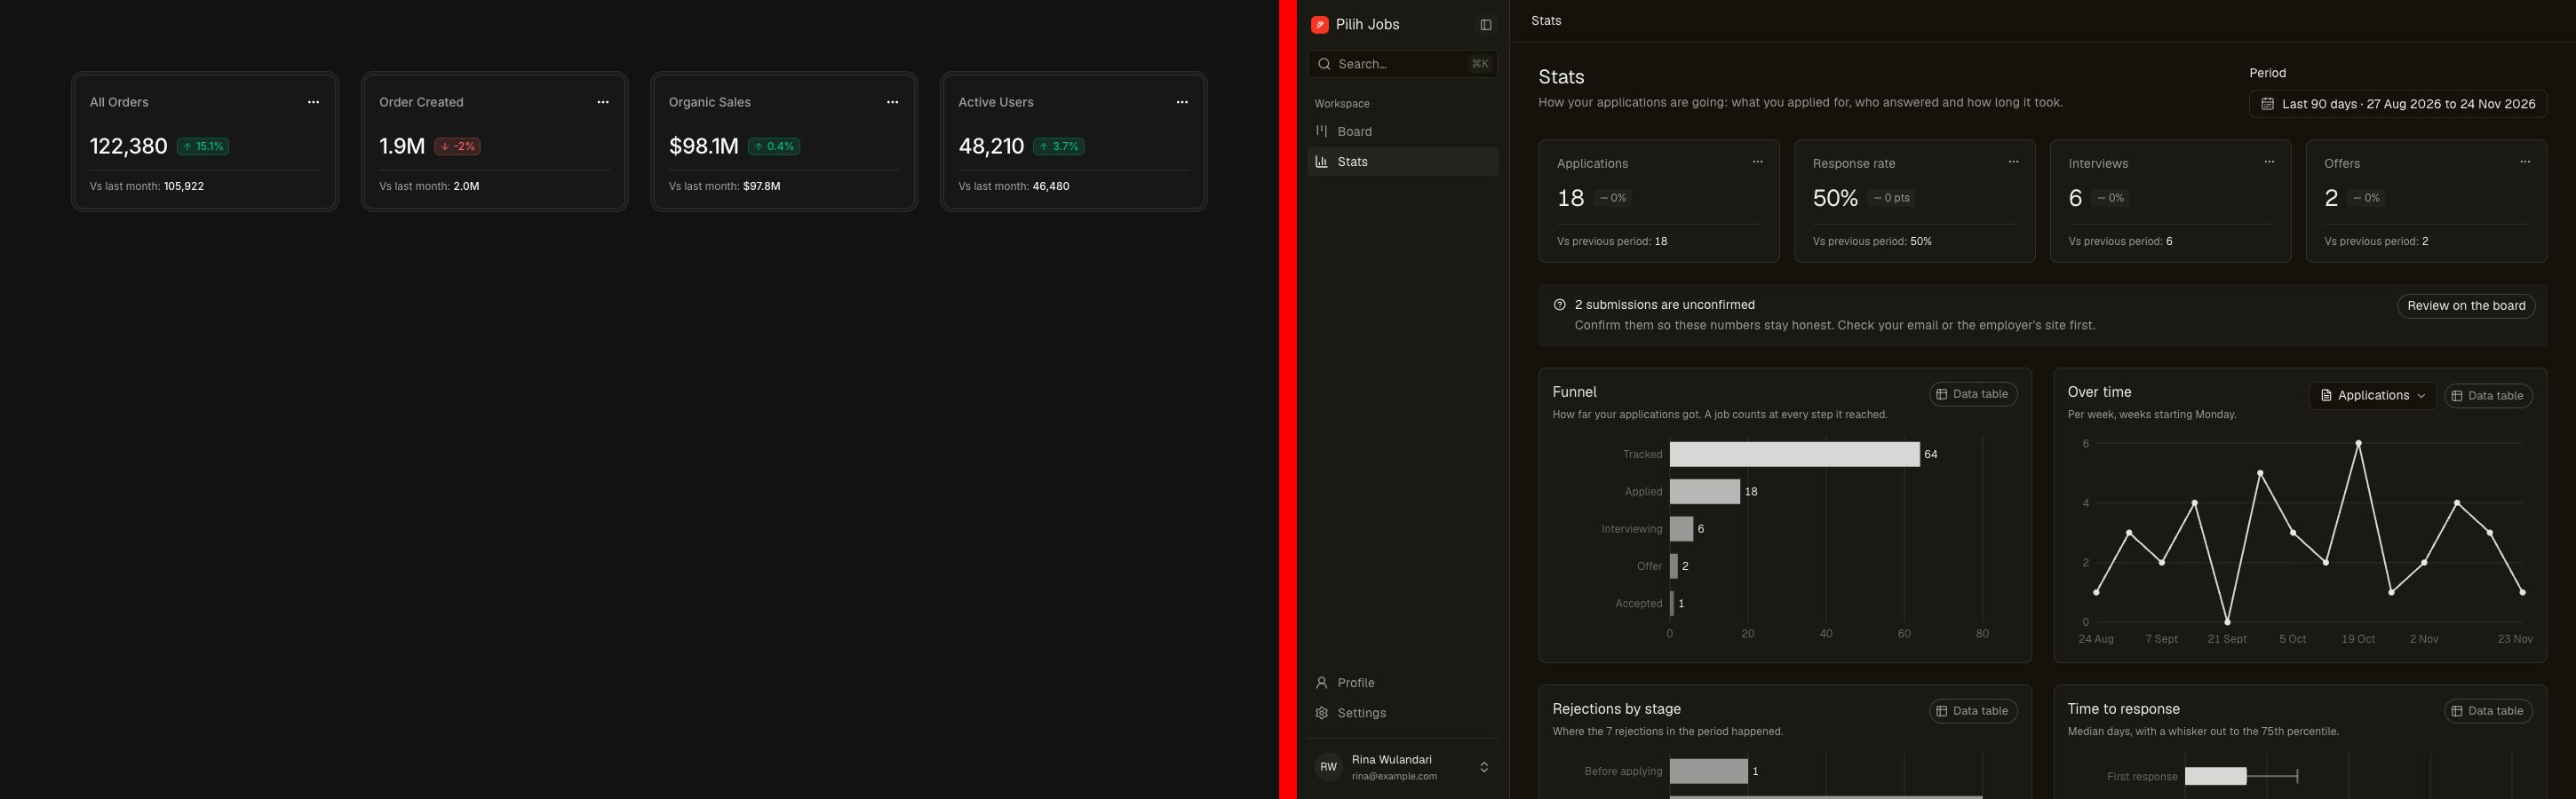 All Orders
122,380 ↑ 15.1%
Vs last month: 105,922
Order Created
1.9M ↓ -2%
Vs last month: 2.0M
Organic Sales
$98.1M ↑ 0.4%
Vs last month: $97.8M
Active Users
48,210 ↑ 3.7%
Vs last month: 46,480
Pilih Jobs
Search... ⌘K
Workspace
Board
Stats
Profile
Settings
RW
Rina Wulandari
rina@example.com
Stats
Stats
How your applications are going: what you applied for, who answered and how long it took.
Period
Last 90 days · 27 Aug 2026 to 24 Nov 2026
Applications
18 — 0%
Vs previous period: 18
Response rate
50% — 0 pts
Vs previous period: 50%
Interviews
6 — 0%
Vs previous period: 6
Offers
2 — 0%
Vs previous period: 2
2 submissions are unconfirmed
Confirm them so these numbers stay honest. Check your email or the employer's site first.
Review on the board
Funnel
Data table
How far your applications got. A job counts at every step it reached.
Tracked 64
Applied 18
Interviewing 6
Offer 2
Accepted 1
0 20 40 60 80
Over time
Applications
Data table
Per week, weeks starting Monday.
6
4
2
0
24 Aug 7 Sept 21 Sept 5 Oct 19 Oct 2 Nov 23 Nov
Rejections by stage
Data table
Where the 7 rejections in the period happened.
Before applying 1
Time to response
Data table
Median days, with a whisker out to the 75th percentile.
First response